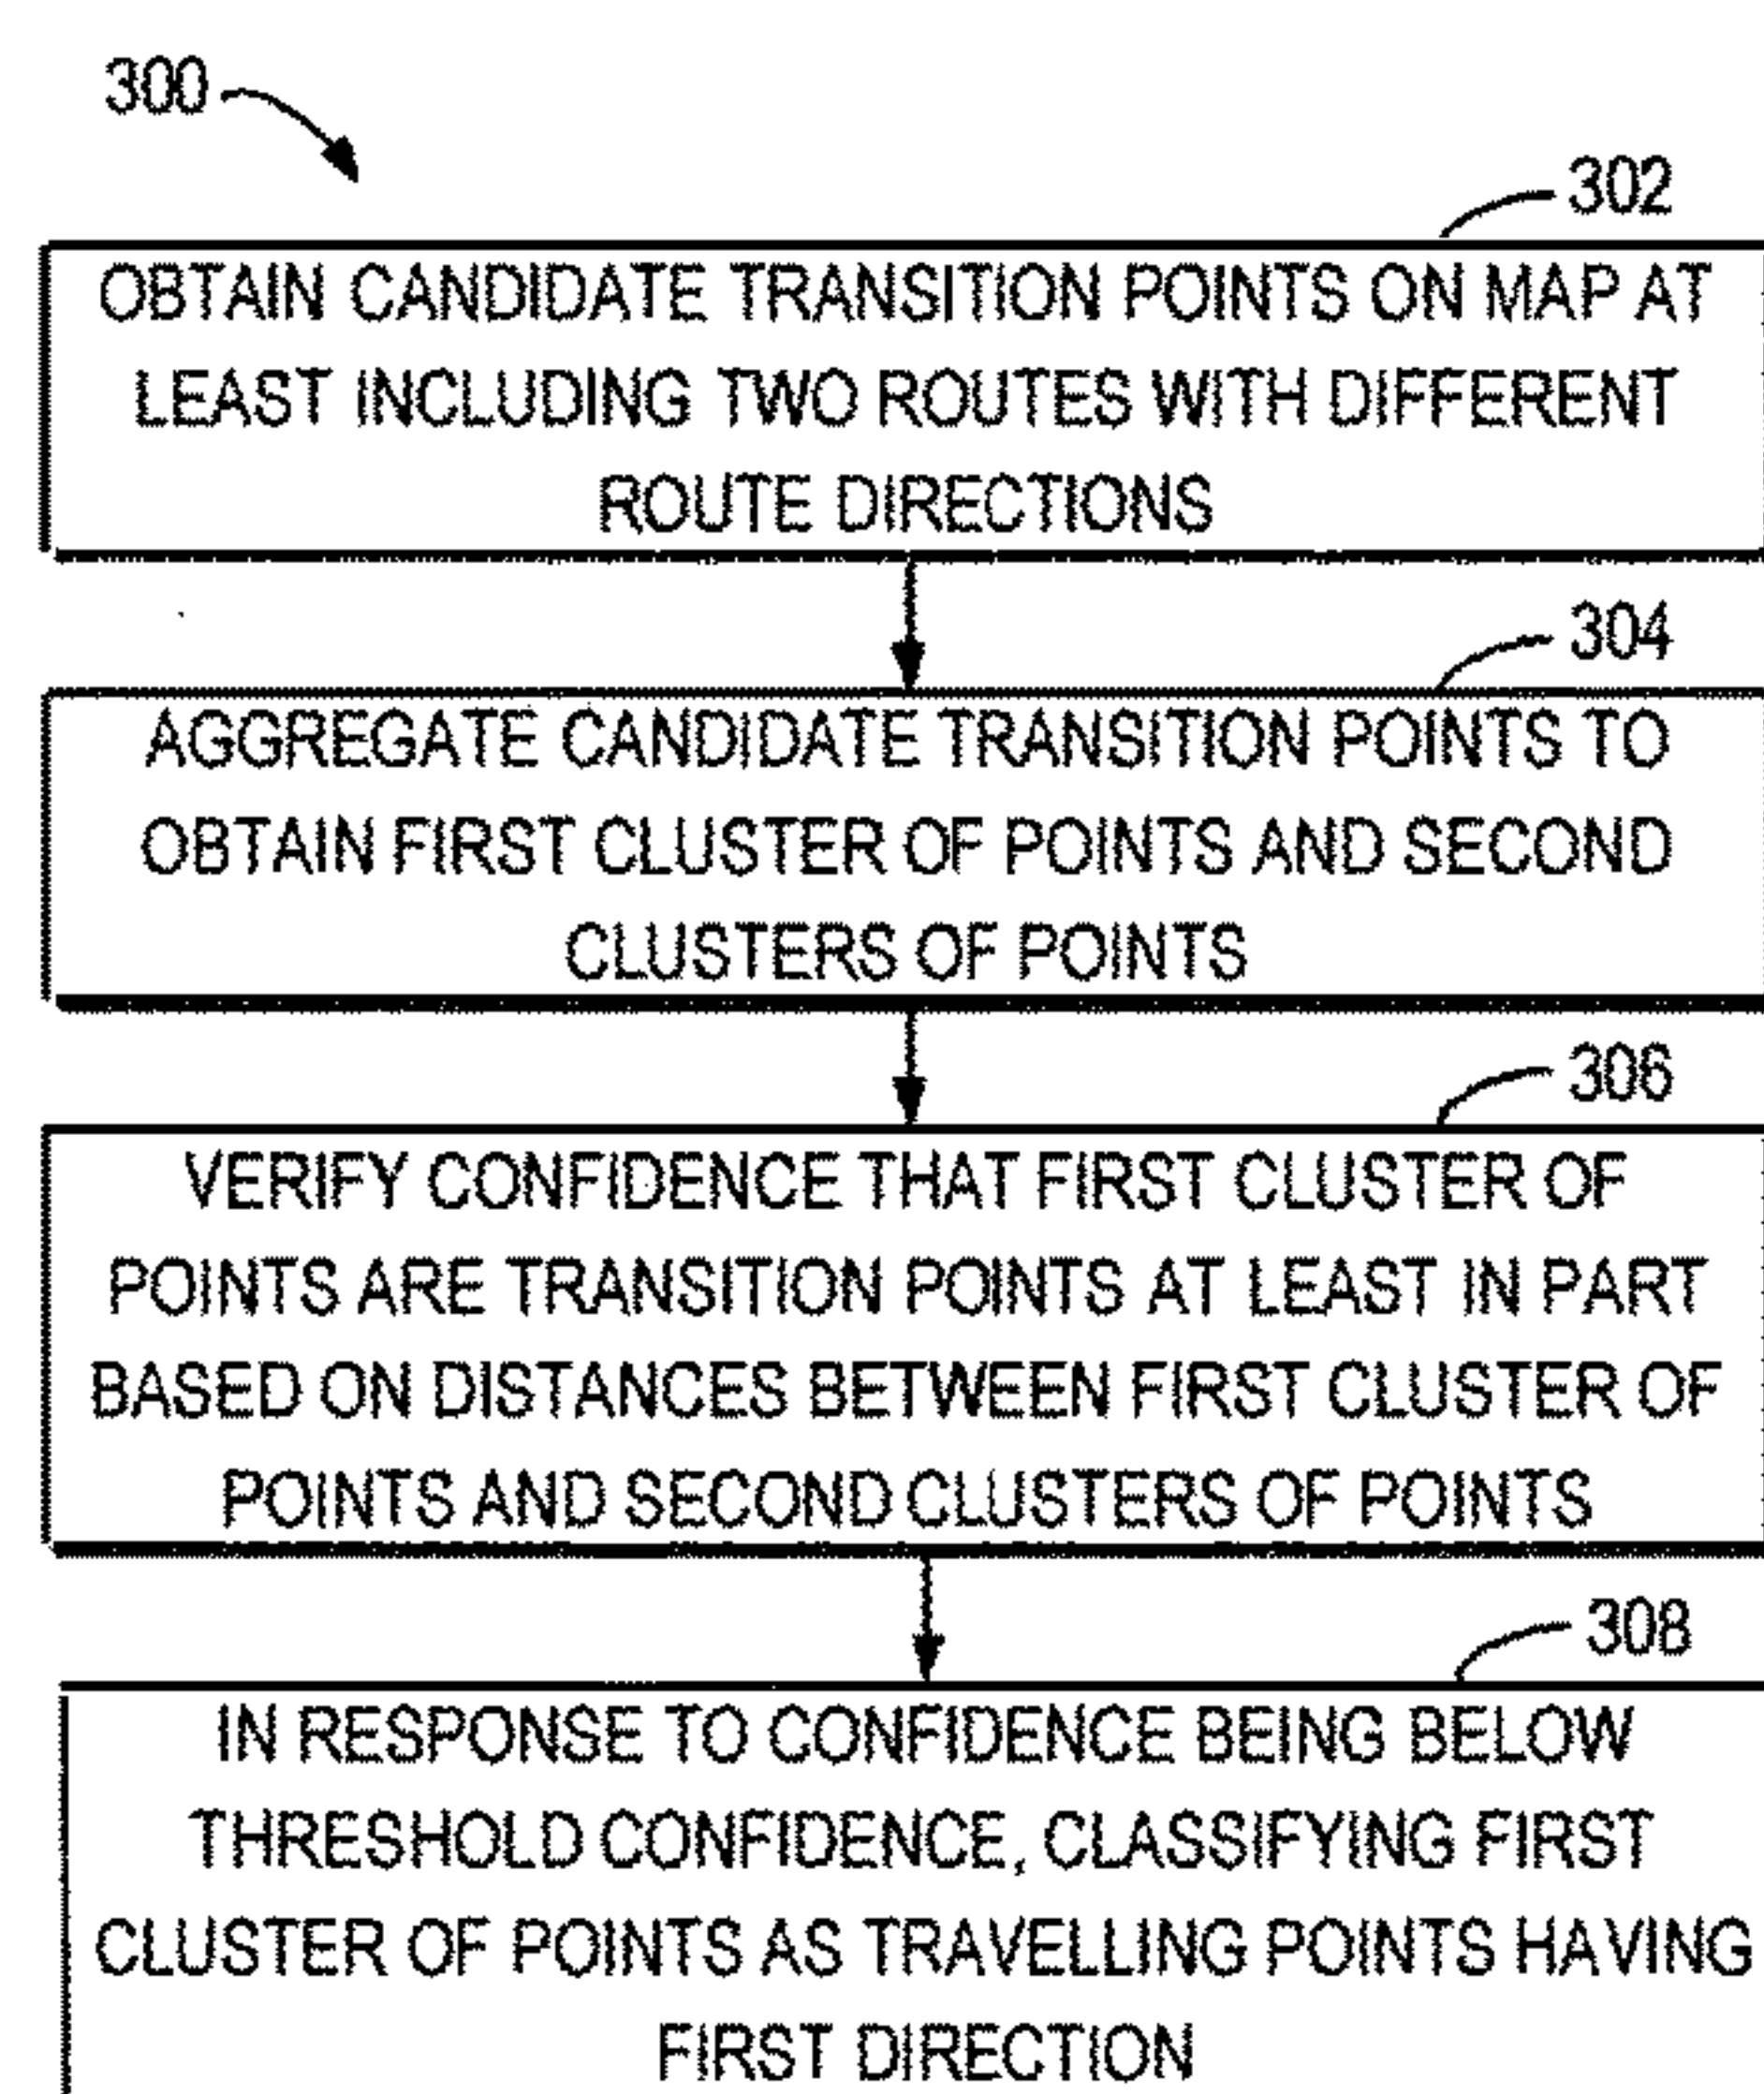 300
302
OBTAIN CANDIDATE TRANSITION POINTS ON MAP AT
LEAST INCLUDING TWO ROUTES WITH DIFFERENT
ROUTE DIRECTIONS
304
AGGREGATE CANDIDATE TRANSITION POINTS TO
OBTAIN FIRST CLUSTER OF POINTS AND SECOND
CLUSTERS OF POINTS
306
VERIFY CONFIDENCE THAT FIRST CLUSTER OF
POINTS ARE TRANSITION POINTS AT LEAST IN PART
BASED ON DISTANCES BETWEEN FIRST CLUSTER OF
POINTS AND SECOND CLUSTERS OF POINTS
308
IN RESPONSE TO CONFIDENCE BEING BELOW
THRESHOLD CONFIDENCE, CLASSIFYING FIRST
CLUSTER OF POINTS AS TRAVELLING POINTS HAVING
FIRST DIRECTION